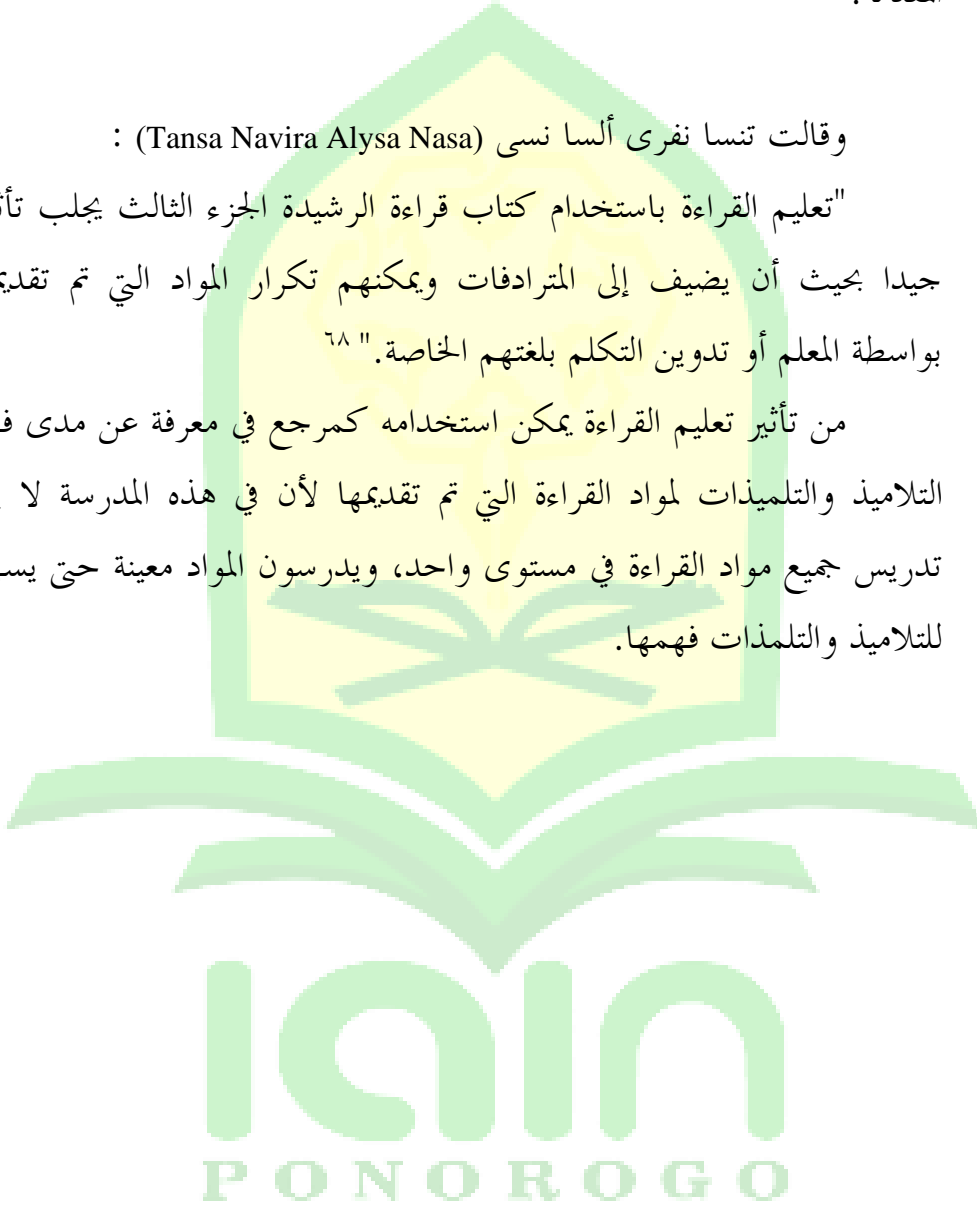 وقالت تنسا نفرى ألسا نسى (Tansa Navira Alysa Nasa) :
"تعليم القراءة باستخدام كتاب قراءة الرشيدة الجزء الثالث يجلب
جيدا بحيث أن يضيف إلى المترادفات ويمكنهم تكرار المواد التي تم
بواسطة المعلم أو تدوين التكلم بلغتهم الخاصة." ٦٨
من تأثير تعليم القراءة يمكن استخدامه كمرجع في معرفة عن مدى
التلاميذ والتلميذات لمواد القراءة التي تم تقديمها لأن في هذه المدرسة لا
تدريس جميع مواد القراءة في مستوى واحد، ويدرسون المواد معينة حتى
للتلاميذ والتلمذات فهمها.
iain
PONOROGO